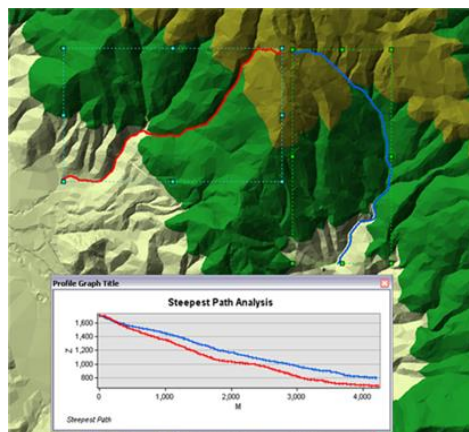 Profile Graph Title
Steepest Path Analysis
1,600
1,400
Z 1,200
1,000
800
0 1,000 2,000 3,000 4,000
M
Steepest Path